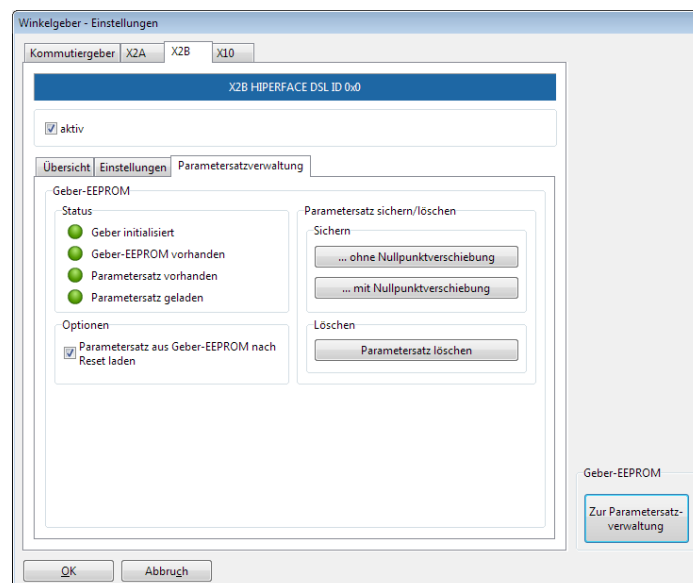 Winkelgeber - Einstellungen
Kommutiergeber X2A X2B X10
X2B HIPERFACE DSL ID 0x0
aktiv
Übersicht Einstellungen Parametersatzverwaltung
Geber-EEPROM
Status
Geber initialisiert
Geber-EEPROM vorhanden
Parametersatz vorhanden
Parametersatz geladen
Optionen
Parametersatz aus Geber-EEPROM nach
Reset laden
Parametersatz sichern/löschen
Sichern
... ohne Nullpunktverschiebung
... mit Nullpunktverschiebung
Löschen
Parametersatz löschen
Geber-EEPROM
Zur Parametersatz-
verwaltung
OK Abbruch